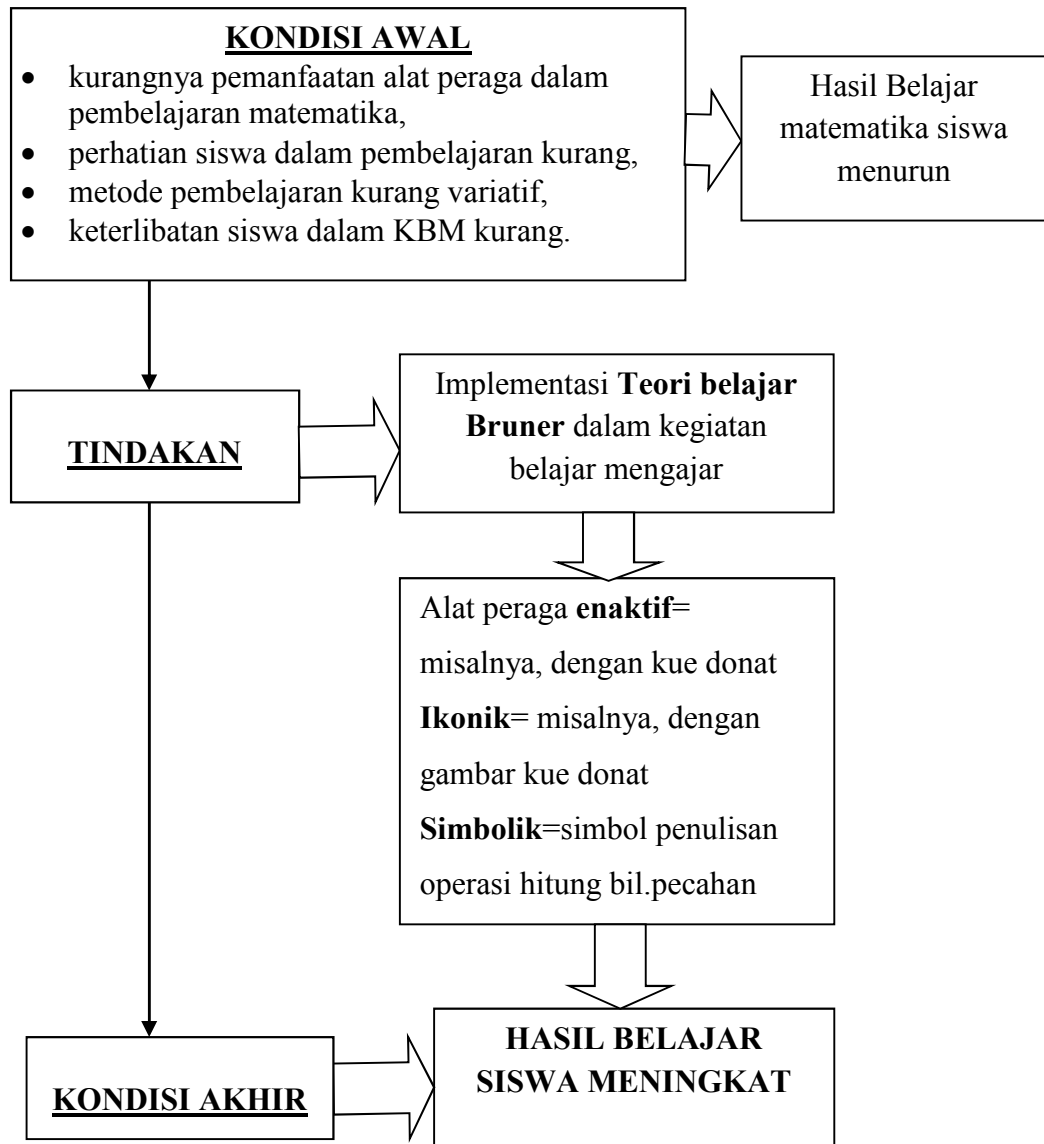 KONDISI AWAL
• kurangnya pemanfaatan alat peraga dalam
pembelajaran matematika,
• perhatian siswa dalam pembelajaran kurang,
• metode pembelajaran kurang variatif,
• keterlibatan siswa dalam KBM kurang.
Hasil Belajar
matematika siswa
menurun
TINDAKAN
Implementasi Teori belajar
Bruner dalam kegiatan
belajar mengajar
Alat peraga enaktif=
misalnya, dengan kue donat
Ikonik= misalnya, dengan
gambar kue donat
Simbolik=simbol penulisan
operasi hitung bil.pecahan
KONDISI AKHIR
HASIL BELAJAR
SISWA MENINGKAT